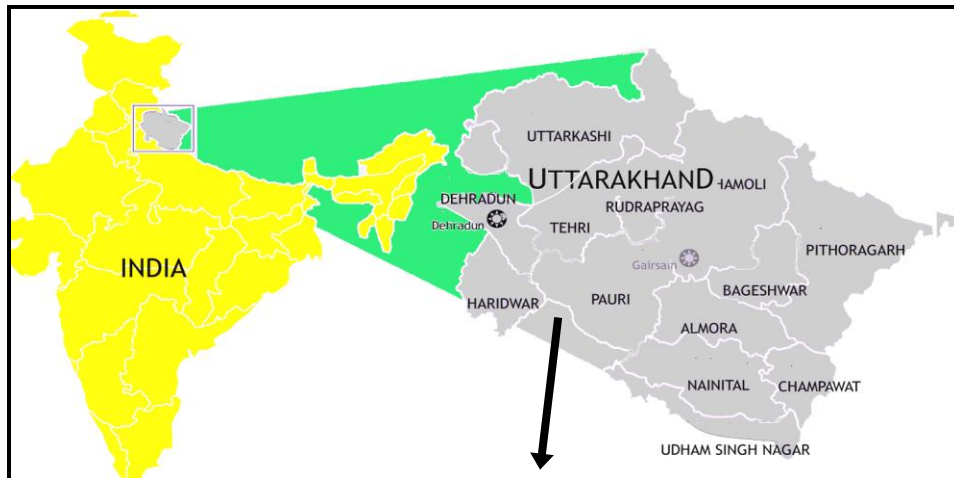 UTTARKASHI
UTTARAKHAND
HAMOLI
DEHRADUN
RUDRAPRAYAG
Dehradun
TEHRI
PITHORAGARH
Gairsain
INDIA
BAGESHWAR
HARIDWAR
PAURI
ALMORA
NAINITAL
CHAMPAWAT
UDHAM SINGH NAGAR